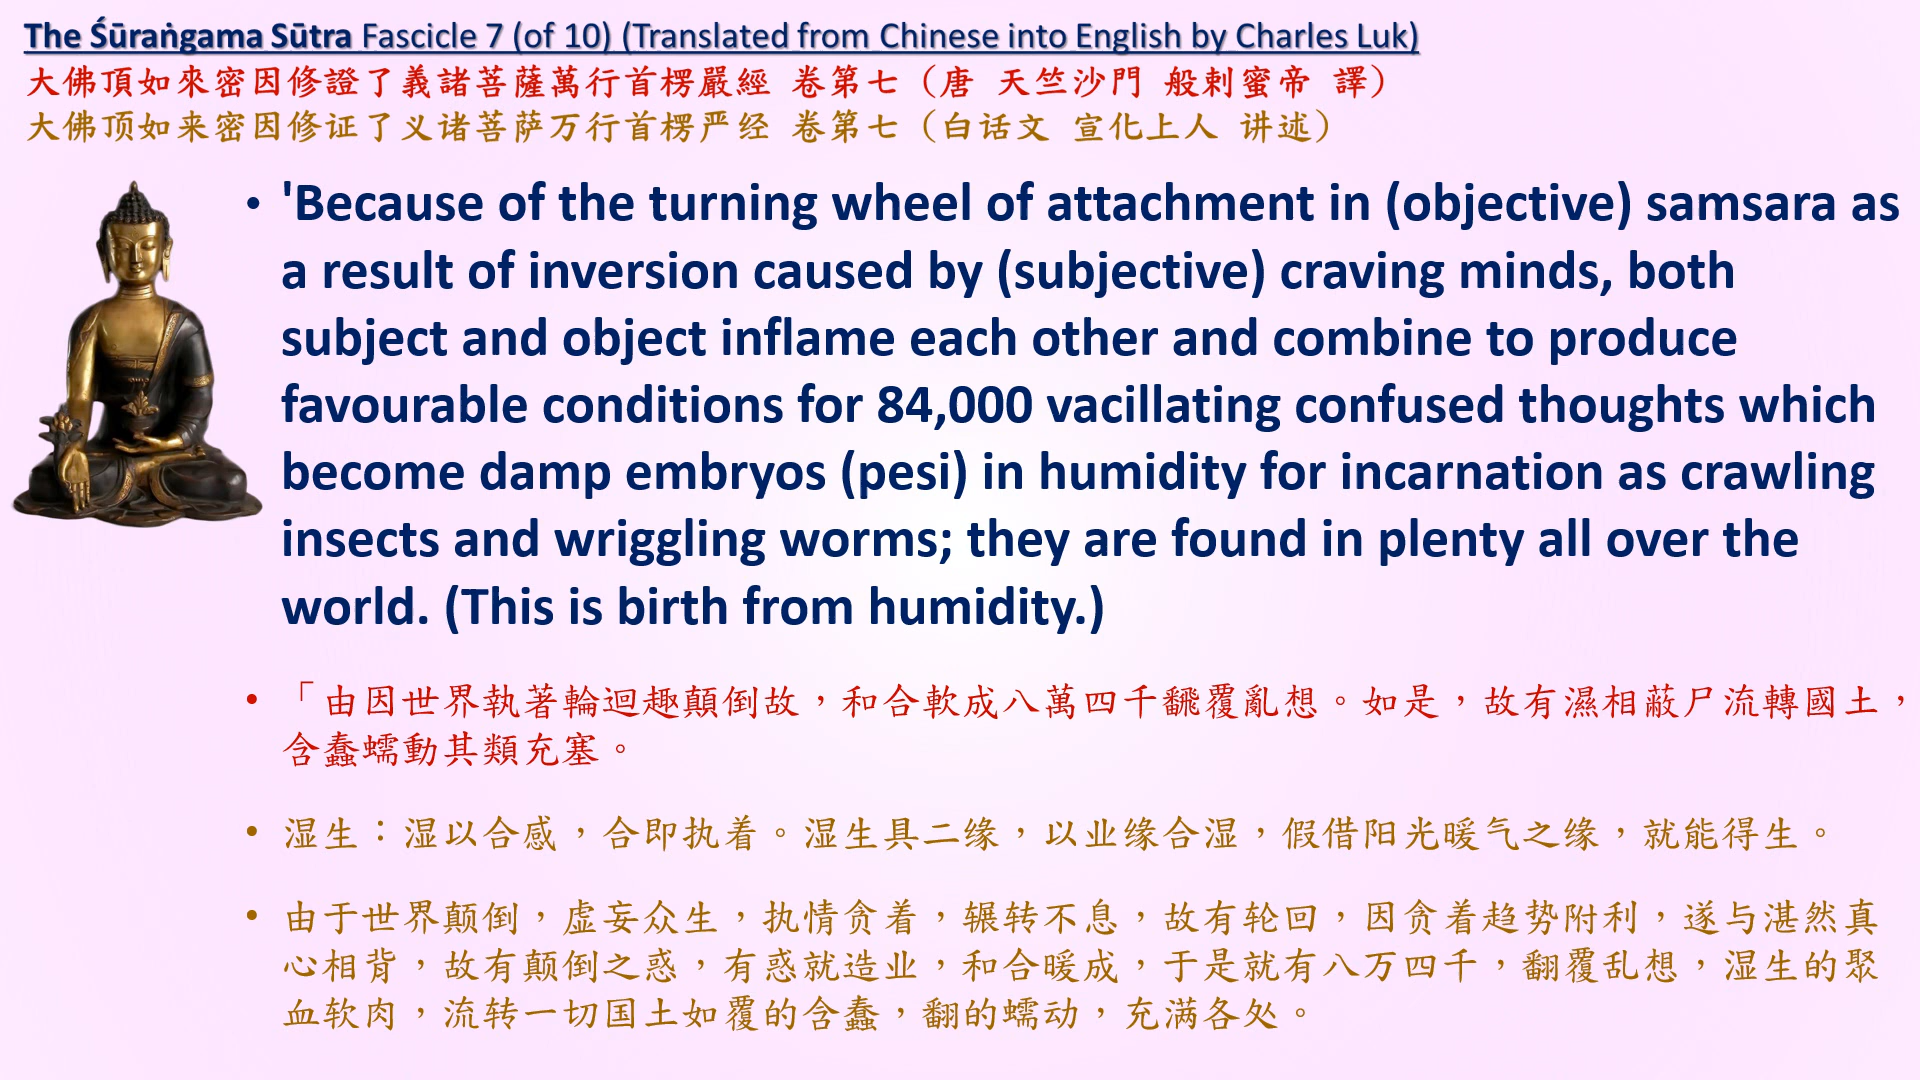 The Śūraṅgama Sūtra Fascicle 7 (of 10) (Translated from Chinese into English by Charles Luk)
大佛頂如來密因修證了義諸菩薩萬行首楞嚴經 卷第七（唐 天竺沙門 般剌蜜帝 譯）
大佛顶如来密因修证了义诸菩萨万行首楞严经 卷第七（白话文 宣化上人 讲述）
• 'Because of the turning wheel of attachment in (objective) samsara as
a result of inversion caused by (subjective) craving minds, both
subject and object inflame each other and combine to produce
favourable conditions for 84,000 vacillating confused thoughts which
become damp embryos (pesi) in humidity for incarnation as crawling
insects and wriggling worms; they are found in plenty all over the
world. (This is birth from humidity.)
• 「由因世界執著輪迴趣顛倒故，和合軟成八萬四千飜覆亂想。如是，故有濕相蔽尸流轉國土，
含蠢蠕動其類充塞。
• 湿生：湿以合感，合即执着。湿生具二缘，以业缘合湿，假借阳光暖气之缘，就能得生。
• 由于世界颠倒，虚妄众生，执情贪着，辗转不息，故有轮回，因贪着趋势附利，遂与湛然真
心相背，故有颠倒之惑，有惑就造业，和合暖成，于是就有八万四千，翻覆乱想，湿生的聚
血软肉，流转一切国土如覆的含蠢，翻的蠕动，充满各处。